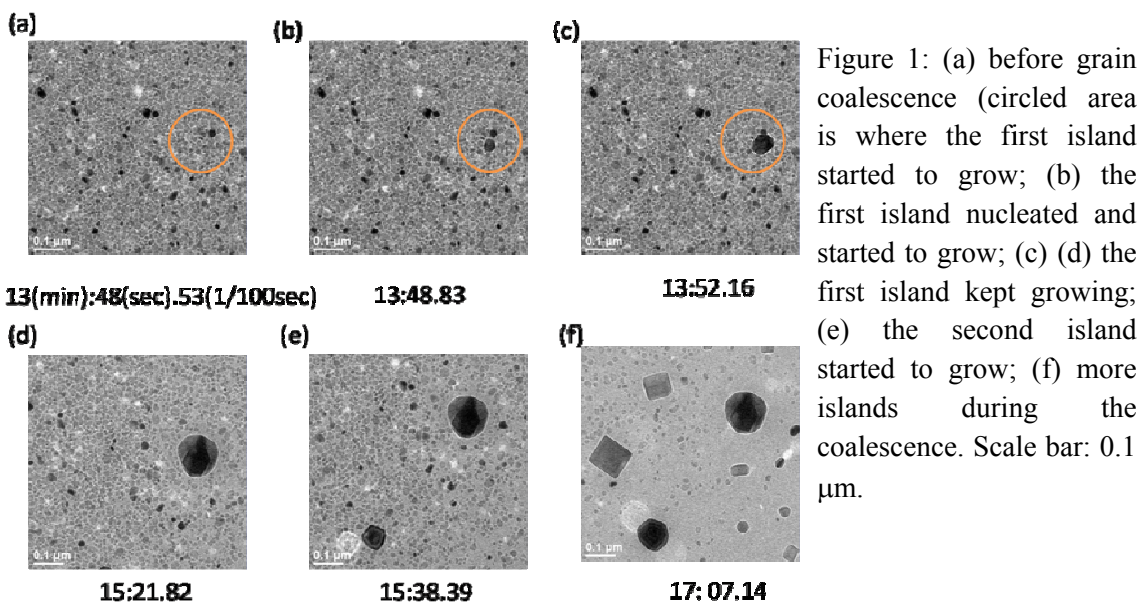 (a)
(b)
(c)
0.1 μm
0.1 μm
0.1 μm
13(min):48(sec).53(1/100sec)
13:48.83
13:52.16
(d)
(e)
(f)
0.1 μm
0.1 μm
0.1 μm
15:21.82
15:38.39
17: 07.14
Figure 1: (a) before grain
coalescence (circled area
is where the first island
started to grow; (b) the
first island nucleated and
started to grow; (c) (d) the
first island kept growing;
(e) the second island
started to grow; (f) more
islands during the
coalescence. Scale bar: 0.1
μm.